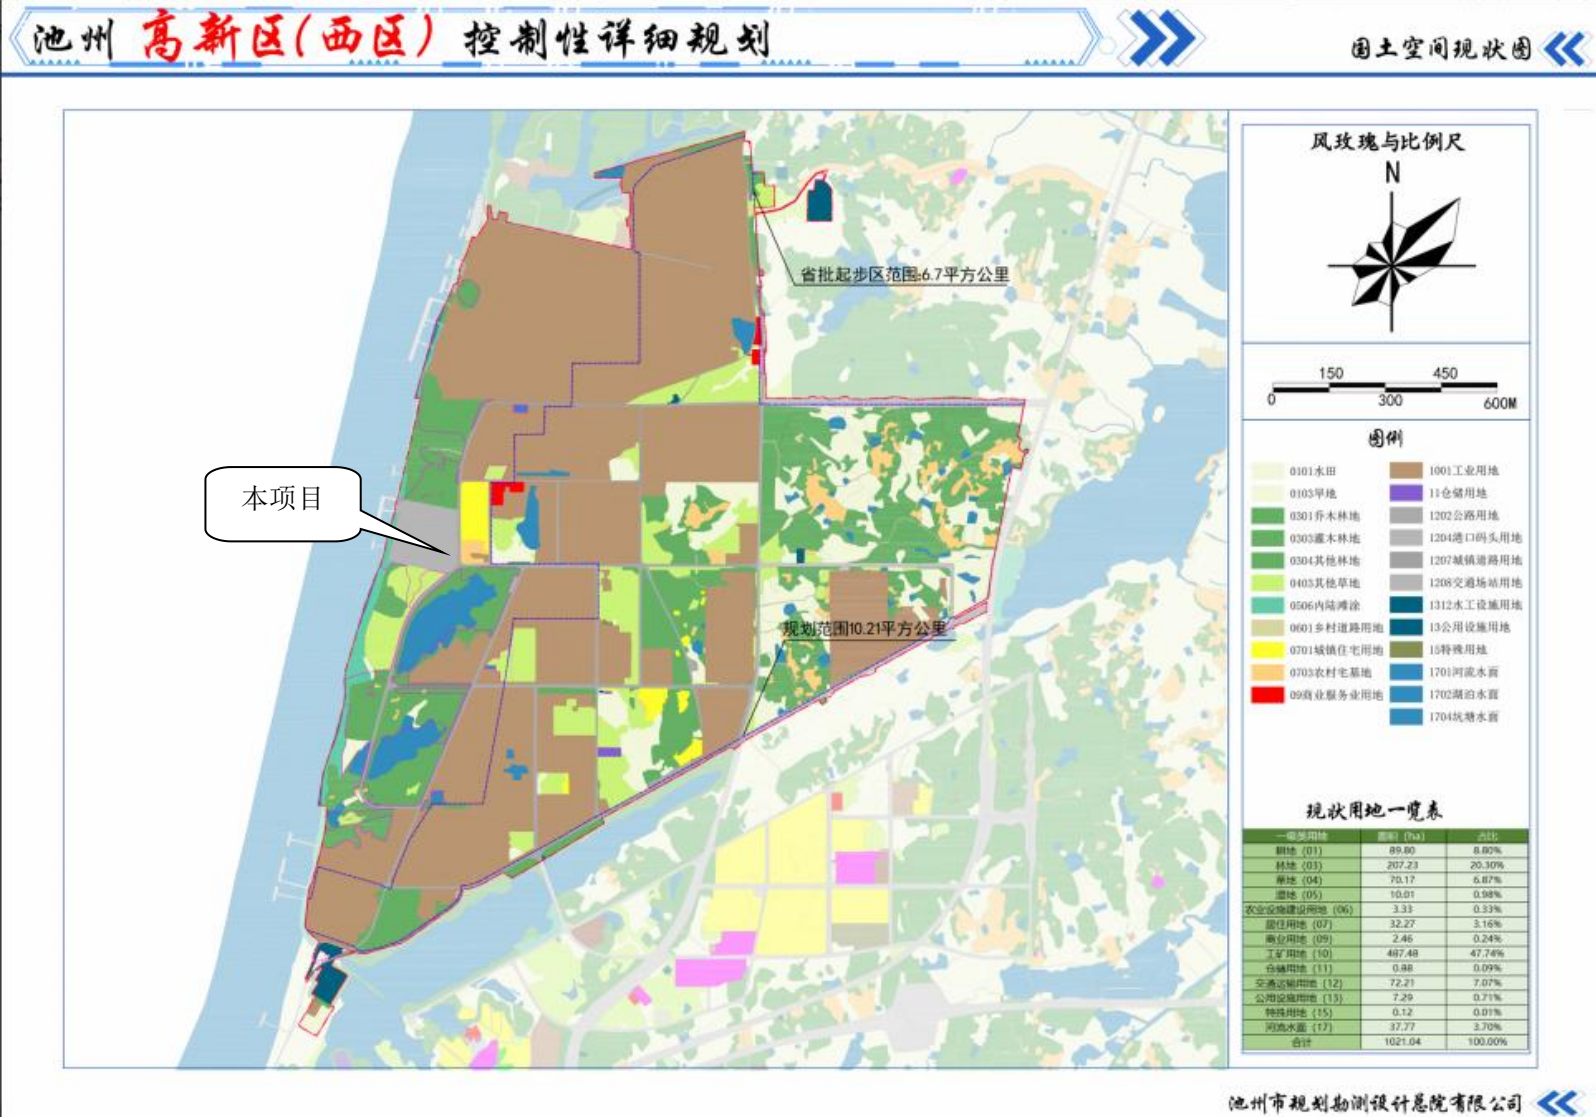 池州 高新区(西区) 控制性详细规划
国土空间现状图
省批起步区范围:6.7平方公里
本项目
规划范围10.21平方公里
风玫瑰与比例尺
N
150 450
0 300 600M
图例
0101水田
0103旱地
0301乔木林地
0303灌木林地
0304其他林地
0403其他草地
0506内陆滩涂
0601乡村道路用地
0701城镇住宅用地
0703农村宅基地
09商业服务业用地
1001工业用地
11仓储用地
1202公路用地
1204港口码头用地
1207城镇道路用地
1208交通场站用地
1312水工设施用地
13公用设施用地
15特殊用地
1701河流水面
1702湖泊水面
1704坑塘水面
现状用地一览表
一级类用地 面积 (ha) 占比
耕地 (01) 89.80 8.80%
林地 (03) 207.23 20.30%
草地 (04) 70.17 6.87%
湿地 (05) 10.01 0.98%
农业设施建设用地 (06) 3.33 0.33%
居住用地 (07) 32.27 3.16%
商业用地 (09) 2.46 0.24%
工矿用地 (10) 487.48 47.74%
仓储用地 (11) 0.88 0.09%
交通运输用地 (12) 72.21 7.07%
公用设施用地 (13) 7.29 0.71%
特殊用地 (15) 0.12 0.01%
河流水面 (17) 37.77 3.70%
合计 1021.04 100.00%
池州市规划勘测设计总院有限公司